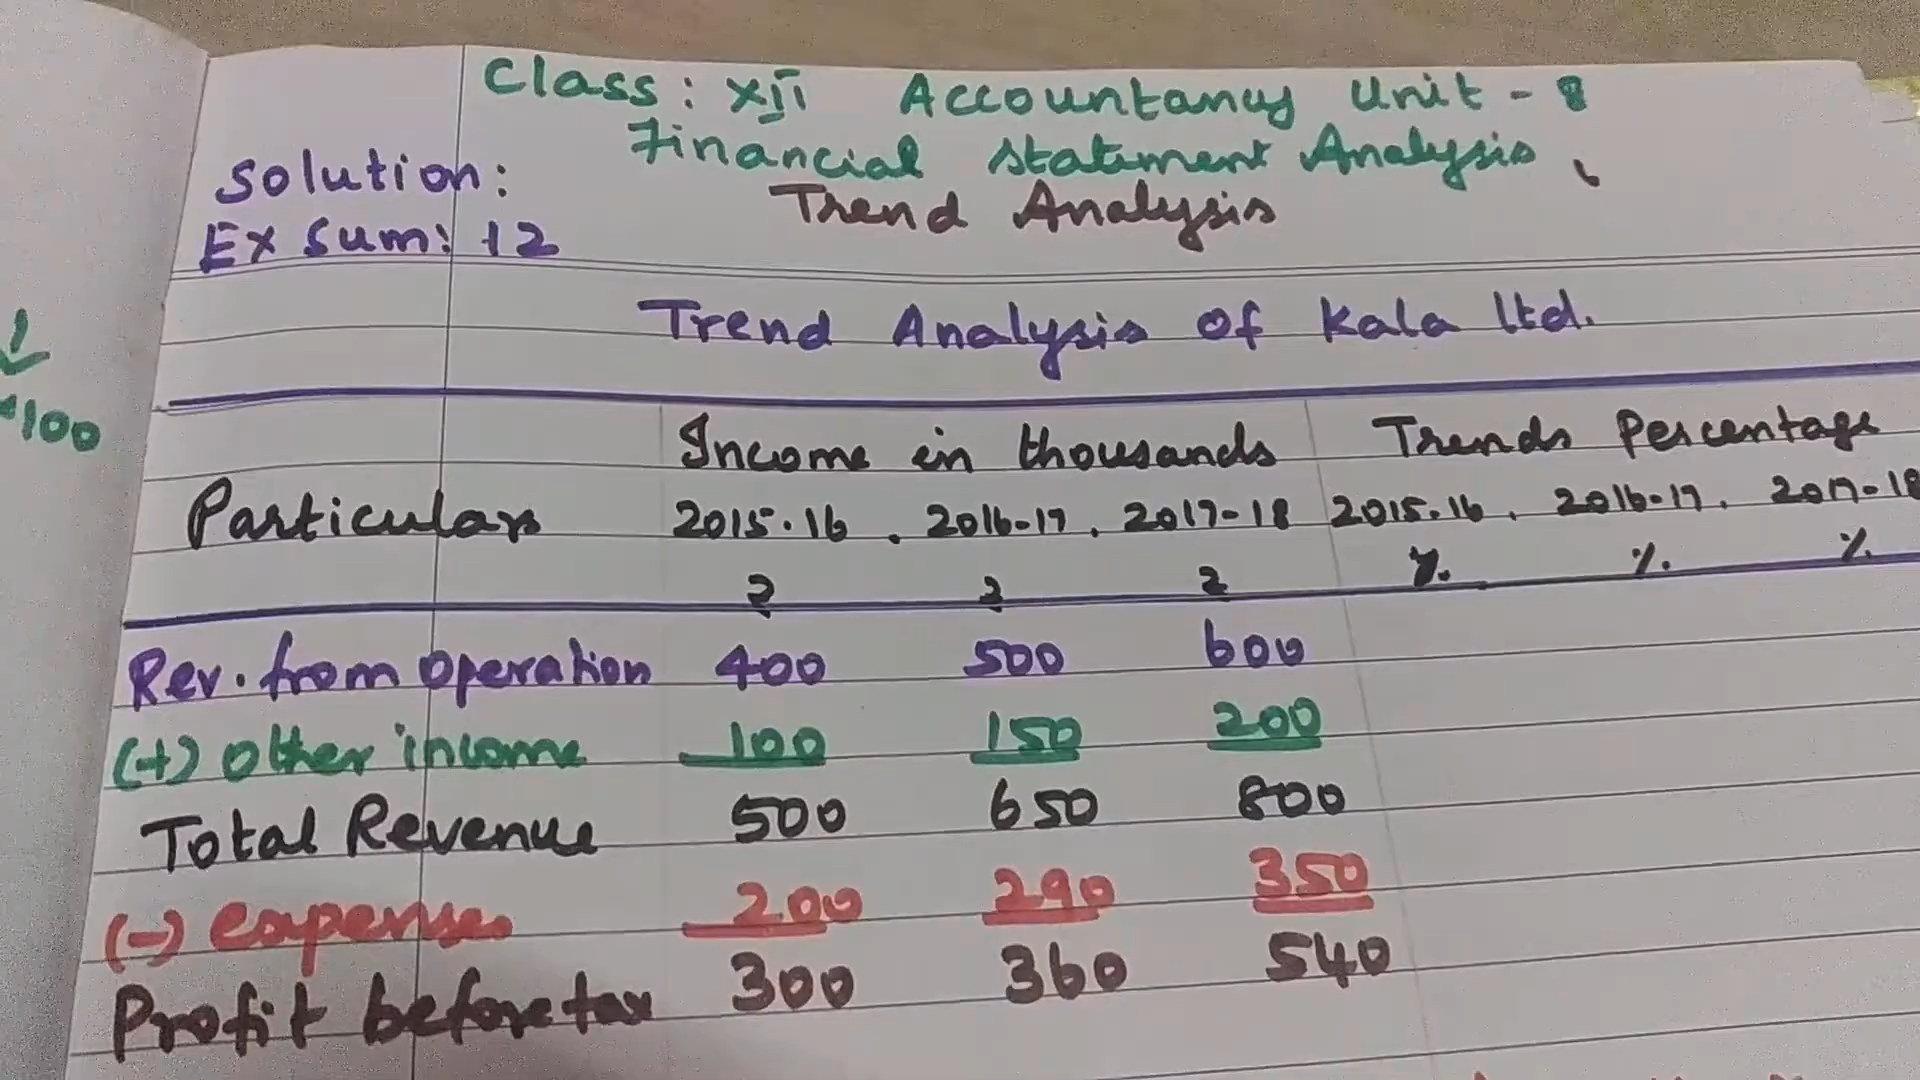 Class: XII Accountancy Unit - 8
Financial Statement Analysis
Solution:
Trend Analysis
Ex Sum: 12
Trend Analysis of Kala Ltd.
100
Income in thousands Trends Percentage
Particulars 2015-16 2016-17 2017-18 2015-16 2016-17 2017-18
₹ ₹ ₹ % % %
Rev. from operation 400 500 600
(+) other income 100 150 200
Total Revenue 500 650 800
(-) expenses 200 290 350
Profit before tax 300 360 540